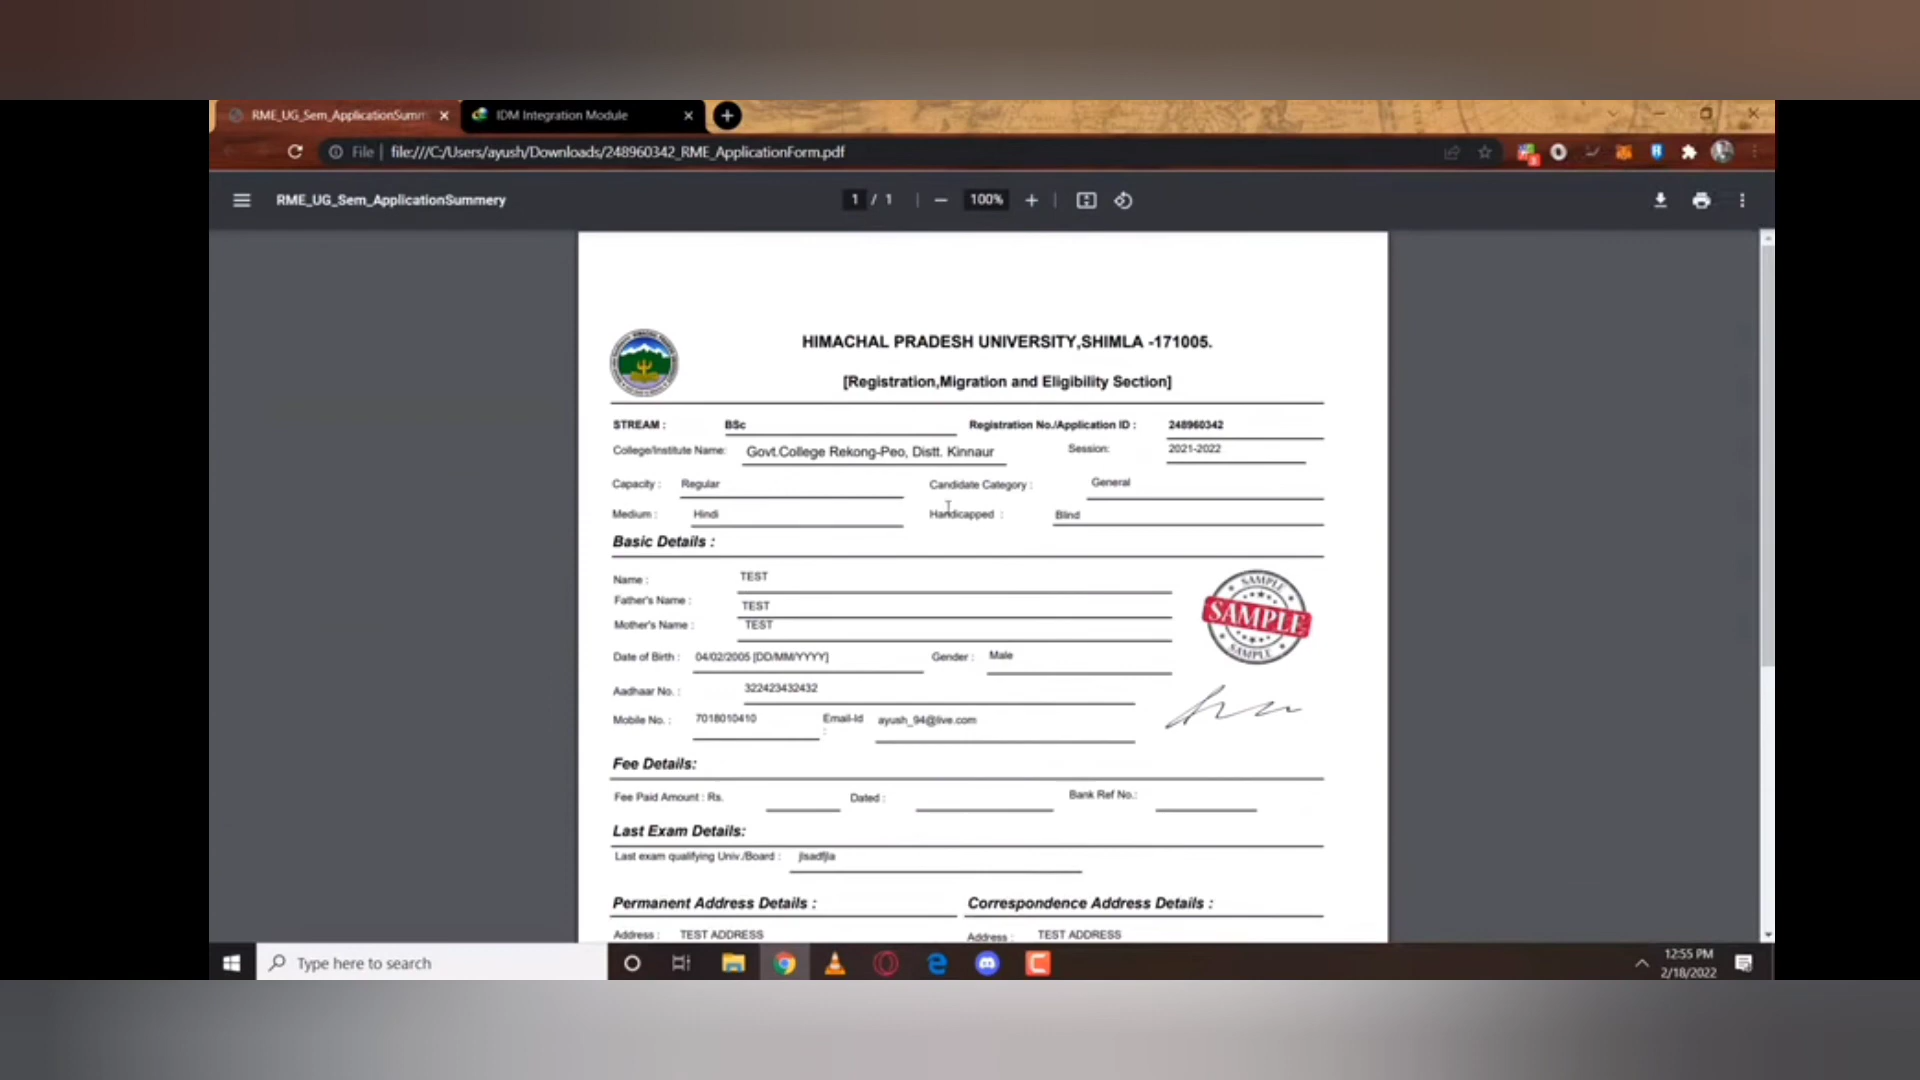 RME_UG_Sem_ApplicationSumm
IDM Integration Module
File | file:///C:/Users/ayush/Downloads/248960342_RME_ApplicationForm.pdf
RME_UG_Sem_ApplicationSummery
1 / 1
100%
HIMACHAL PRADESH UNIVERSITY,SHIMLA -171005.
[Registration,Migration and Eligibility Section]
STREAM : BSc Registration No./Application ID : 248960342
College/Institute Name: Govt.College Rekong-Peo, Distt. Kinnaur Session: 2021-2022
Capacity : Regular Candidate Category : General
Medium : Hindi Handicapped : Blind
Basic Details :
Name : TEST
Father's Name : TEST
Mother's Name : TEST
SAMPLE
SAMPLE
SAMPLE
Date of Birth : 04/02/2005 [DD/MM/YYYY] Gender : Male
Aadhaar No. : 322423432432
Mobile No. : 7018010410 Email-Id : ayush_94@live.com
Fee Details:
Fee Paid Amount : Rs. Dated : Bank Ref No.:
Last Exam Details:
Last exam qualifying Univ./Board : jlsadfjla
Permanent Address Details : Correspondence Address Details :
Address : TEST ADDRESS Address : TEST ADDRESS
Type here to search
12:55 PM
2/18/2022